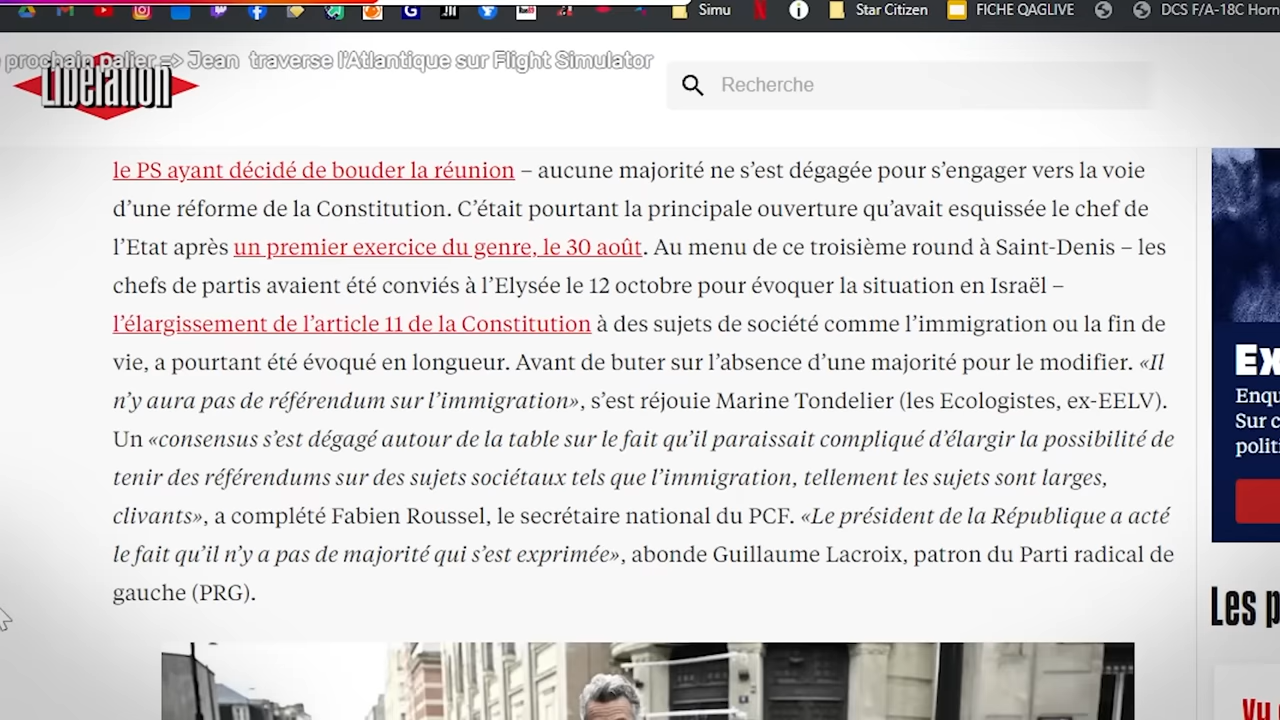 Simu
Star Citizen
FICHE QAGLIVE
DCS F/A-18C Horn
prochain palier => Jean traverse l'Atlantique sur Flight Simulator
Libération
Recherche
le PS ayant décidé de bouder la réunion – aucune majorité ne s’est dégagée pour s’engager vers la voie
d’une réforme de la Constitution. C’était pourtant la principale ouverture qu’avait esquissée le chef de
l’Etat après un premier exercice du genre, le 30 août. Au menu de ce troisième round à Saint-Denis – les
chefs de partis avaient été conviés à l’Elysée le 12 octobre pour évoquer la situation en Israël –
l’élargissement de l’article 11 de la Constitution à des sujets de société comme l’immigration ou la fin de
vie, a pourtant été évoqué en longueur. Avant de buter sur l’absence d’une majorité pour le modifier. «Il
n’y aura pas de référendum sur l’immigration», s’est réjouie Marine Tondelier (les Ecologistes, ex-EELV).
Un «consensus s’est dégagé autour de la table sur le fait qu’il paraissait compliqué d’élargir la possibilité de
tenir des référendums sur des sujets sociétaux tels que l’immigration, tellement les sujets sont larges,
clivants», a complété Fabien Roussel, le secrétaire national du PCF. «Le président de la République a acté
le fait qu’il n’y a pas de majorité qui s’est exprimée», abonde Guillaume Lacroix, patron du Parti radical de
gauche (PRG).
Ex
Enqu
Sur c
politi
Les p
Vu